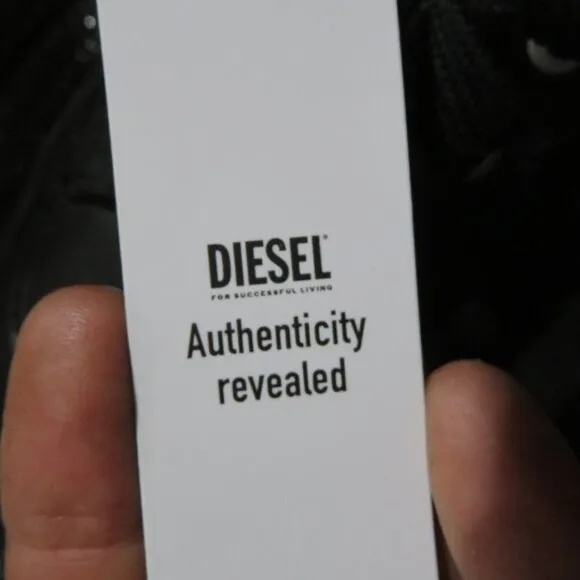 DIESEL
FOR SUCCESSFUL LIVING
Authenticity
revealed